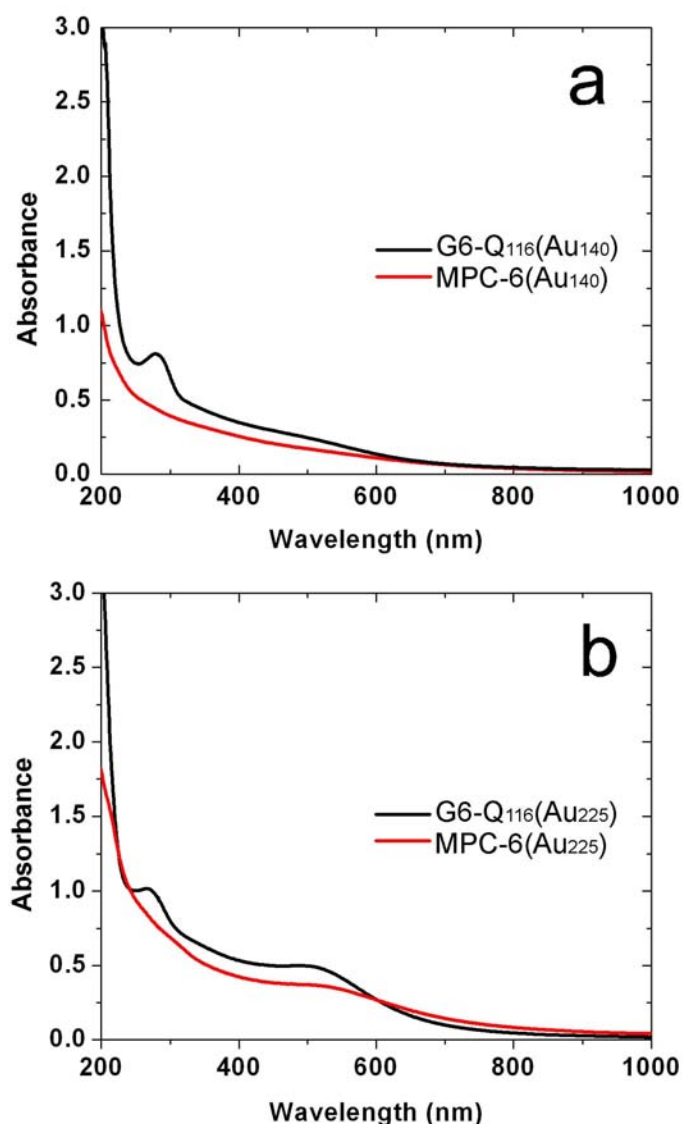 3.0
a
2.5
2.0
G6-Q₁₁₆(Au₁₄₀)
MPC-6(Au₁₄₀)
1.5
1.0
0.5
0.0
Absorbance
200 400 600 800 1000
Wavelength (nm)
3.0
b
2.5
2.0
G6-Q₁₁₆(Au₂₂₅)
MPC-6(Au₂₂₅)
1.5
1.0
0.5
0.0
Absorbance
200 400 600 800 1000
Wavelength (nm)